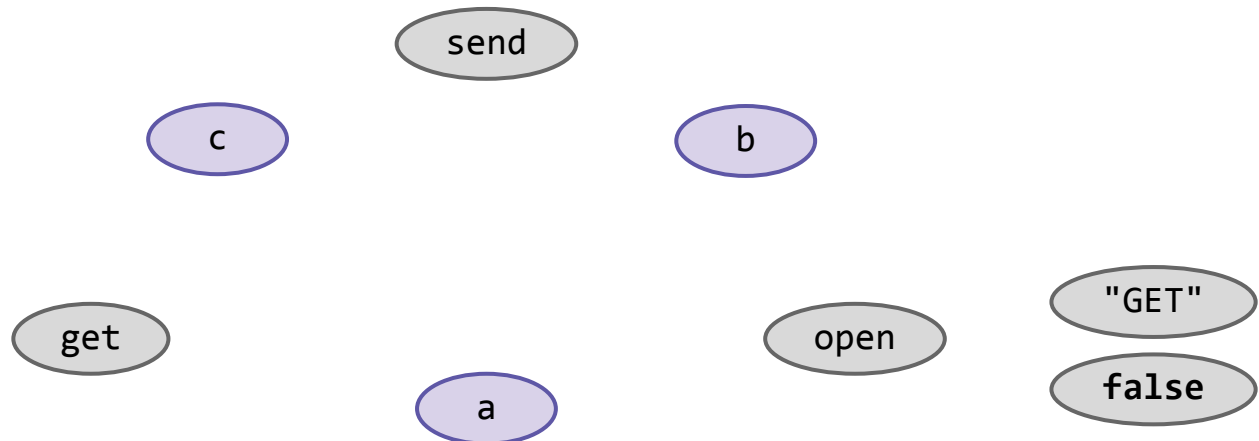 send
c
b
"GET"
get
open
false
a